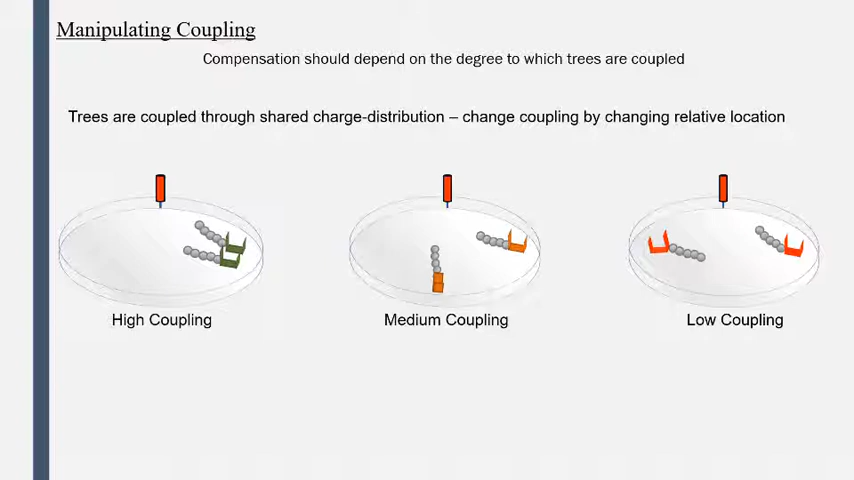 Manipulating Coupling
Compensation should depend on the degree to which trees are coupled
Trees are coupled through shared charge-distribution – change coupling by changing relative location
High Coupling
Medium Coupling
Low Coupling